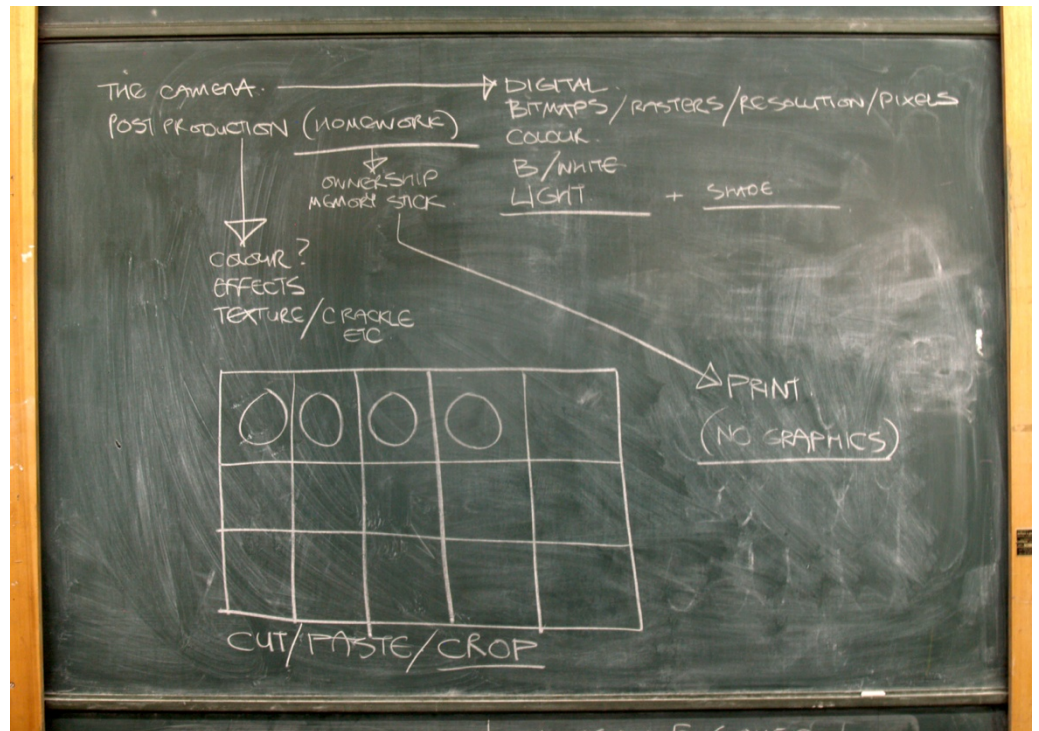 THE CAMERA.
POST PRODUCTION (HOMEWORK)
OWNERSHIP
MEMORY STICK.
COLOUR?
EFFECTS
TEXTURE/CRACKLE
ETC.
DIGITAL.
BITMAPS/RASTERS/RESOLUTION/PIXELS
COLOUR.
B/WHITE
LIGHT + SHADE
PRINT.
(NO GRAPHICS)
CUT/PASTE/CROP